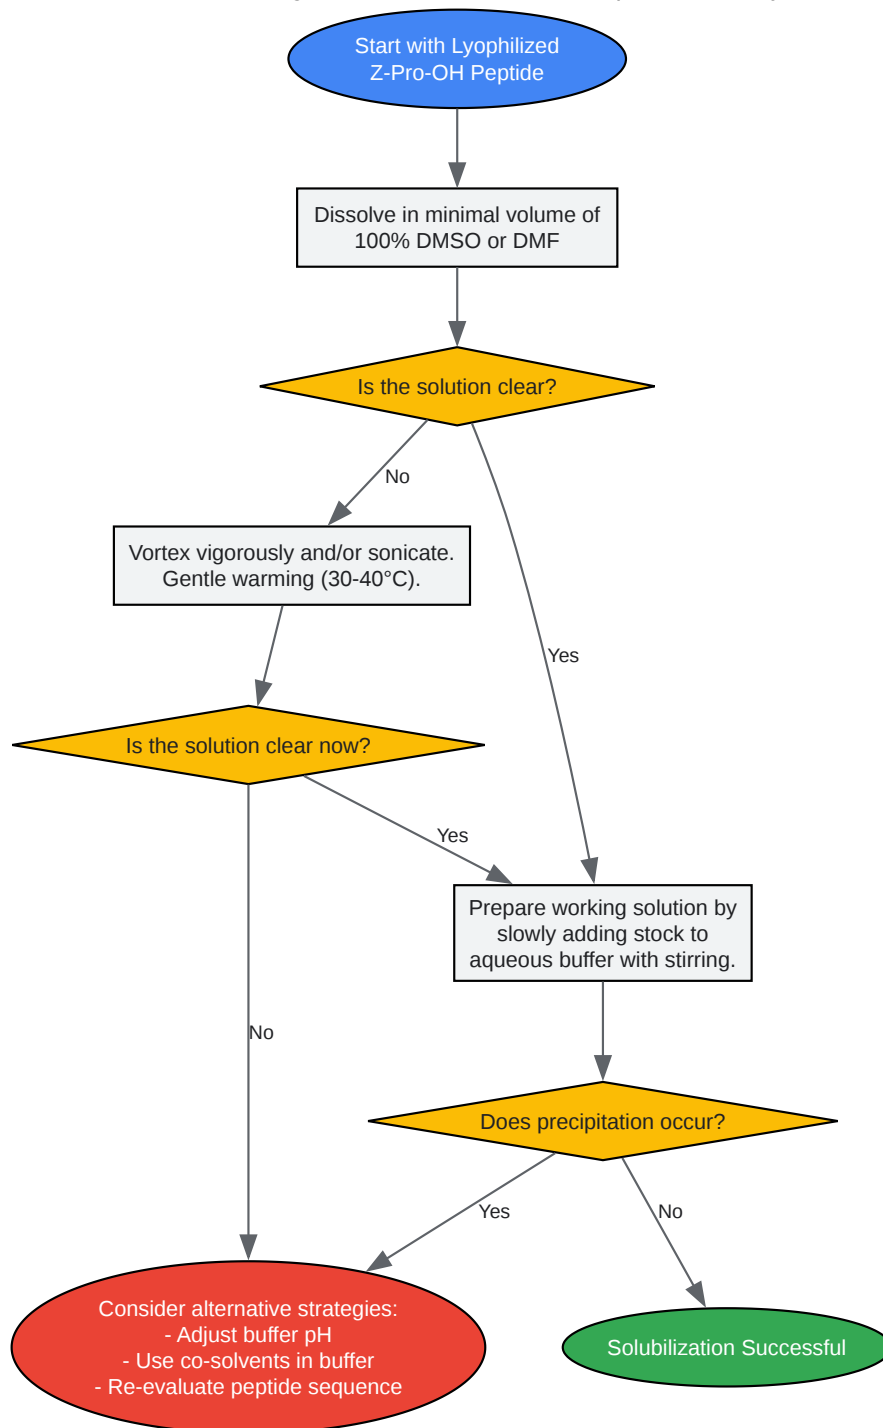 Start with Lyophilized
Z-Pro-OH Peptide
Dissolve in minimal volume of
100% DMSO or DMF
Is the solution clear?
No
Vortex vigorously and/or sonicate.
Gentle warming (30-40°C).
Yes
Is the solution clear now?
Yes
Prepare working solution by
slowly adding stock to
aqueous buffer with stirring.
No
Does precipitation occur?
Yes
No
Consider alternative strategies:
- Adjust buffer pH
- Use co-solvents in buffer
- Re-evaluate peptide sequence
Solubilization Successful